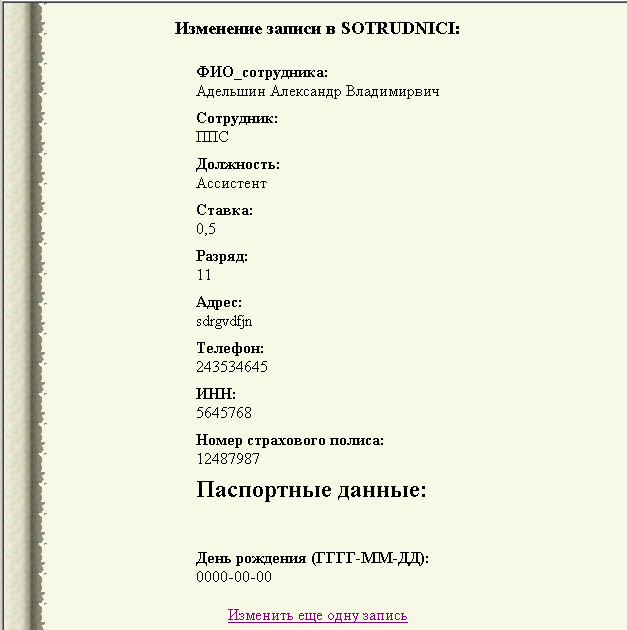 Изменение записи в SOTRUDNICI:
ФИО_сотрудника:
Адельшин Александр Владимирвич
Сотрудник:
ППС
Должность:
Ассистент
Ставка:
0,5
Разряд:
11
Адрес:
sdrgvdfjn
Телефон:
243534645
ИНН:
5645768
Номер страхового полиса:
12487987
Паспортные данные:
День рождения (ГГГГ-ММ-ДД):
0000-00-00
Изменить еще одну запись